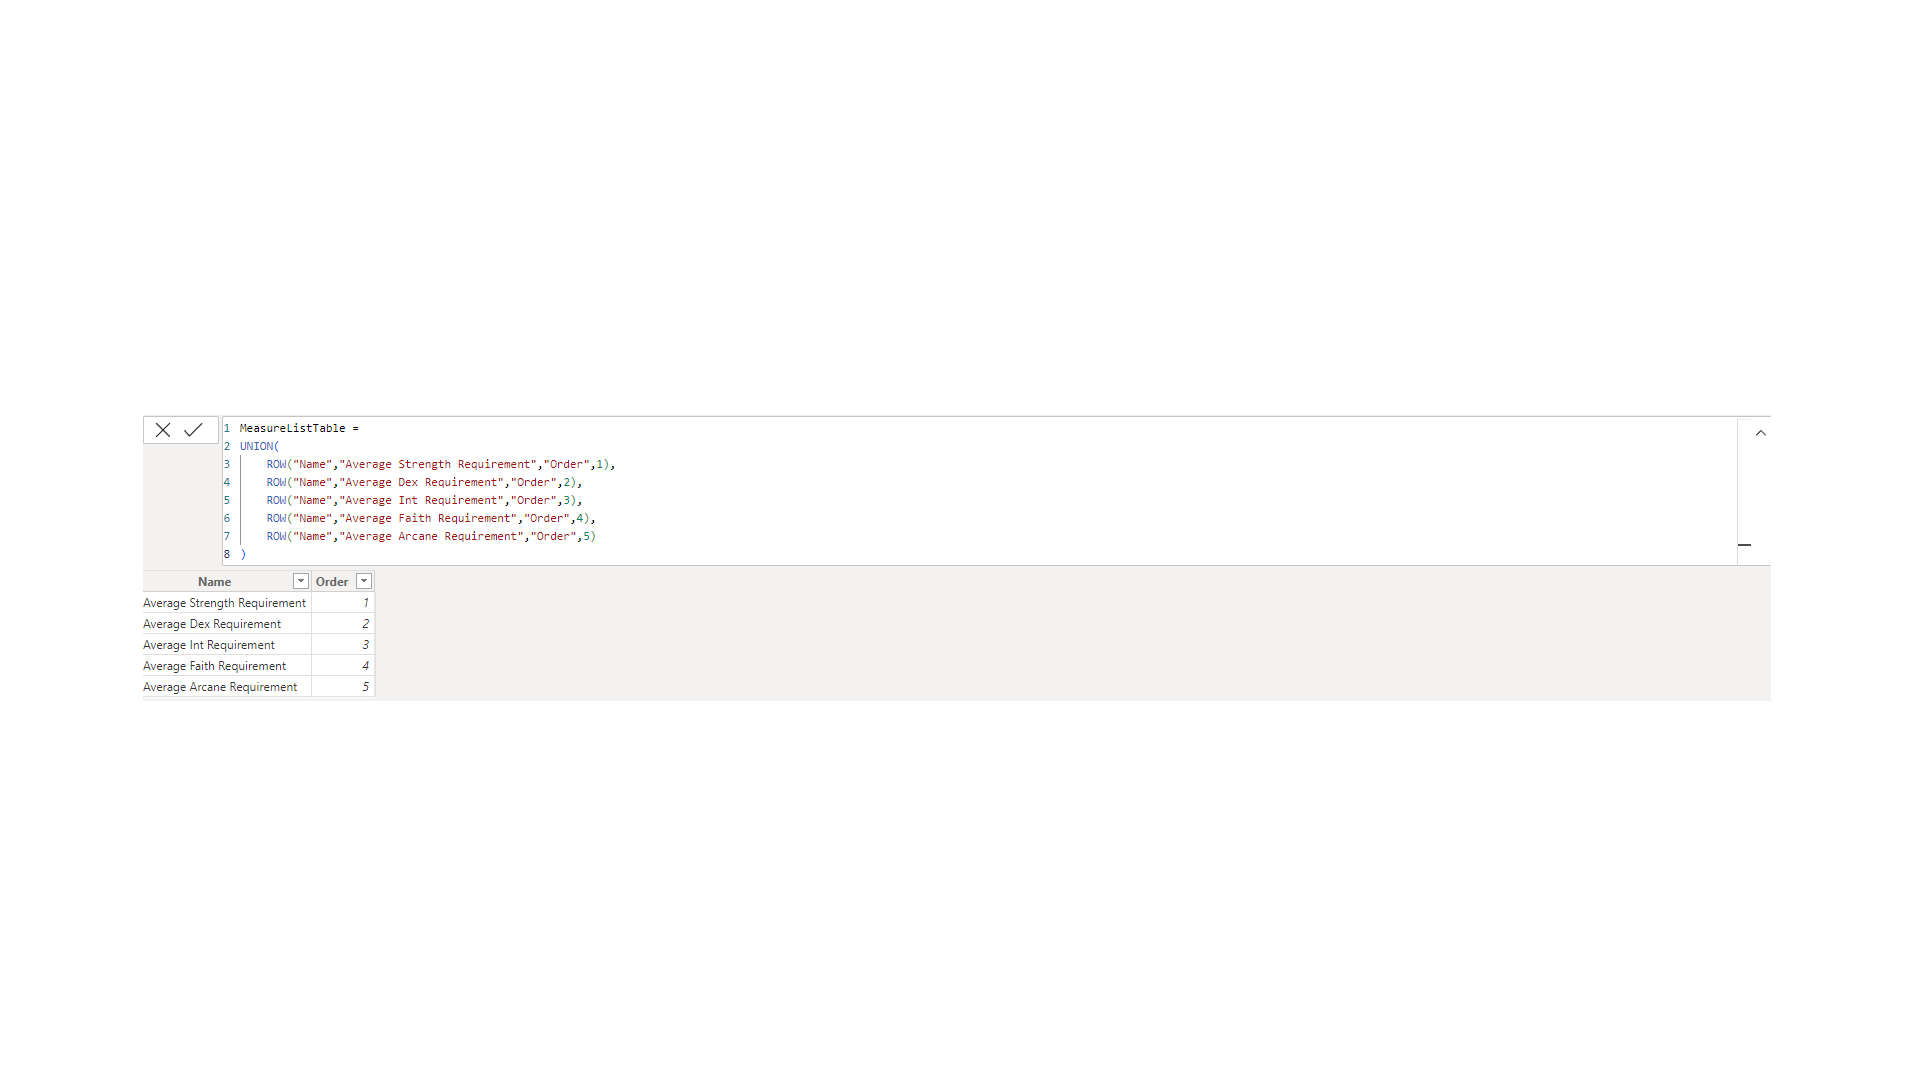 1 MeasureListTable =
2 UNION(
3 ROW("Name","Average Strength Requirement","Order",1),
4 ROW("Name","Average Dex Requirement","Order",2),
5 ROW("Name","Average Int Requirement","Order",3),
6 ROW("Name","Average Faith Requirement","Order",4),
7 ROW("Name","Average Arcane Requirement","Order",5)
8 )
Name Order
Average Strength Requirement 1
Average Dex Requirement 2
Average Int Requirement 3
Average Faith Requirement 4
Average Arcane Requirement 5